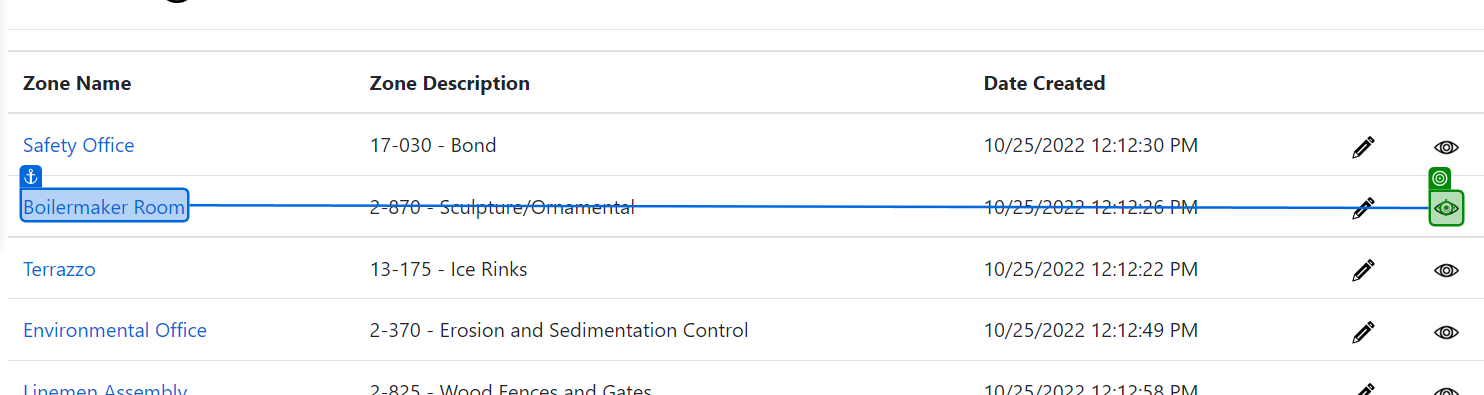 Zone Name Zone Description Date Created
Safety Office 17-030 - Bond 10/25/2022 12:12:30 PM
Boilermaker Room 2-870 - Sculpture/Ornamental 10/25/2022 12:12:26 PM
Terrazzo 13-175 - Ice Rinks 10/25/2022 12:12:22 PM
Environmental Office 2-370 - Erosion and Sedimentation Control 10/25/2022 12:12:49 PM
Linemen Assembly 2-825 - Wood Fences and Gates 10/25/2022 12:12:58 PM